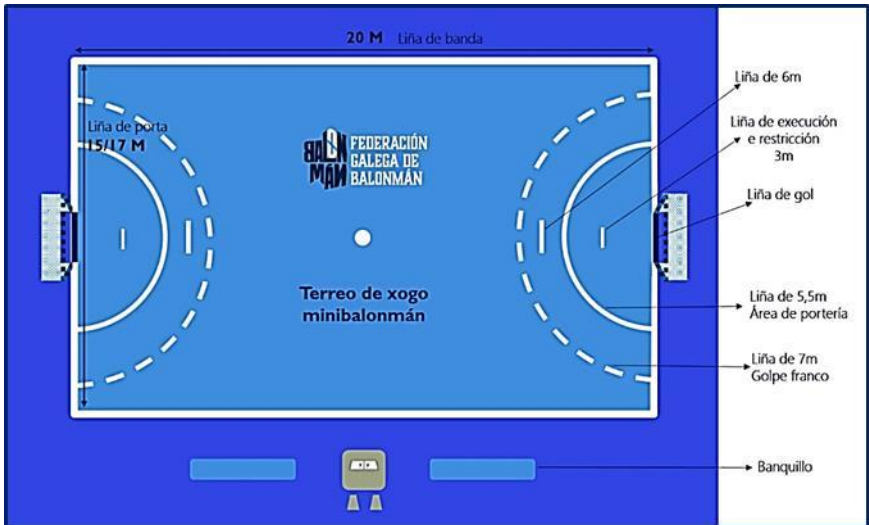 20 M Liña de banda
Liña de porta
15/17 M
BALONMÁN
FEDERACIÓN
GALEGA DE
BALONMÁN
Terreo de xogo
minibalonmán
Liña de 6m
Liña de execución
e restricción
3m
Liña de gol
Liña de 5,5m
Área de portería
Liña de 7m
Golpe franco
Banquillo